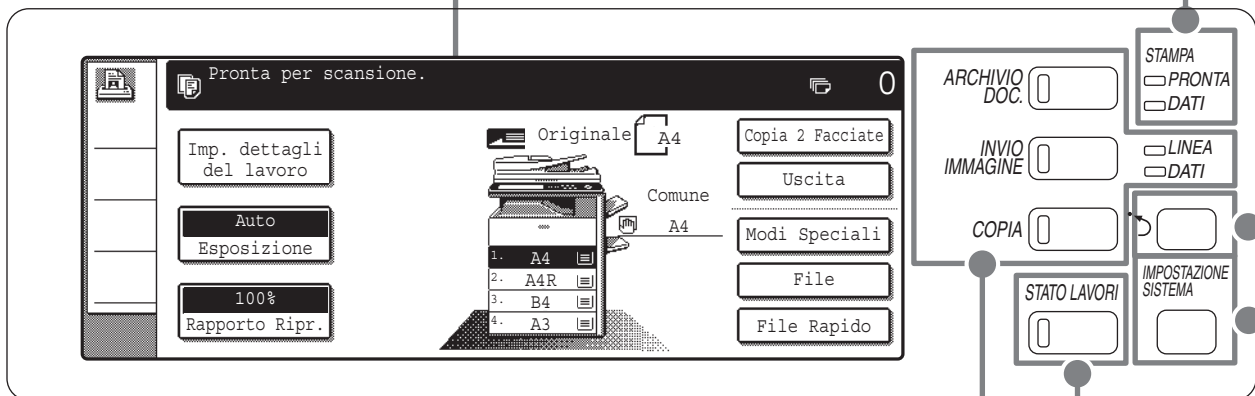 Pronta per scansione.
0
Imp. dettagli
del lavoro
Auto
Esposizione
100%
Rapporto Ripr.
Originale
A4
Comune
A4
1. A4
2. A4R
3. B4
4. A3
Copia 2 Facciate
Uscita
Modi Speciali
File
File Rapido
ARCHIVIO
DOC.
INVIO
IMMAGINE
COPIA
STAMPA
PRONTA
DATI
LINEA
DATI
STATO LAVORI
IMPOSTAZIONE
SISTEMA